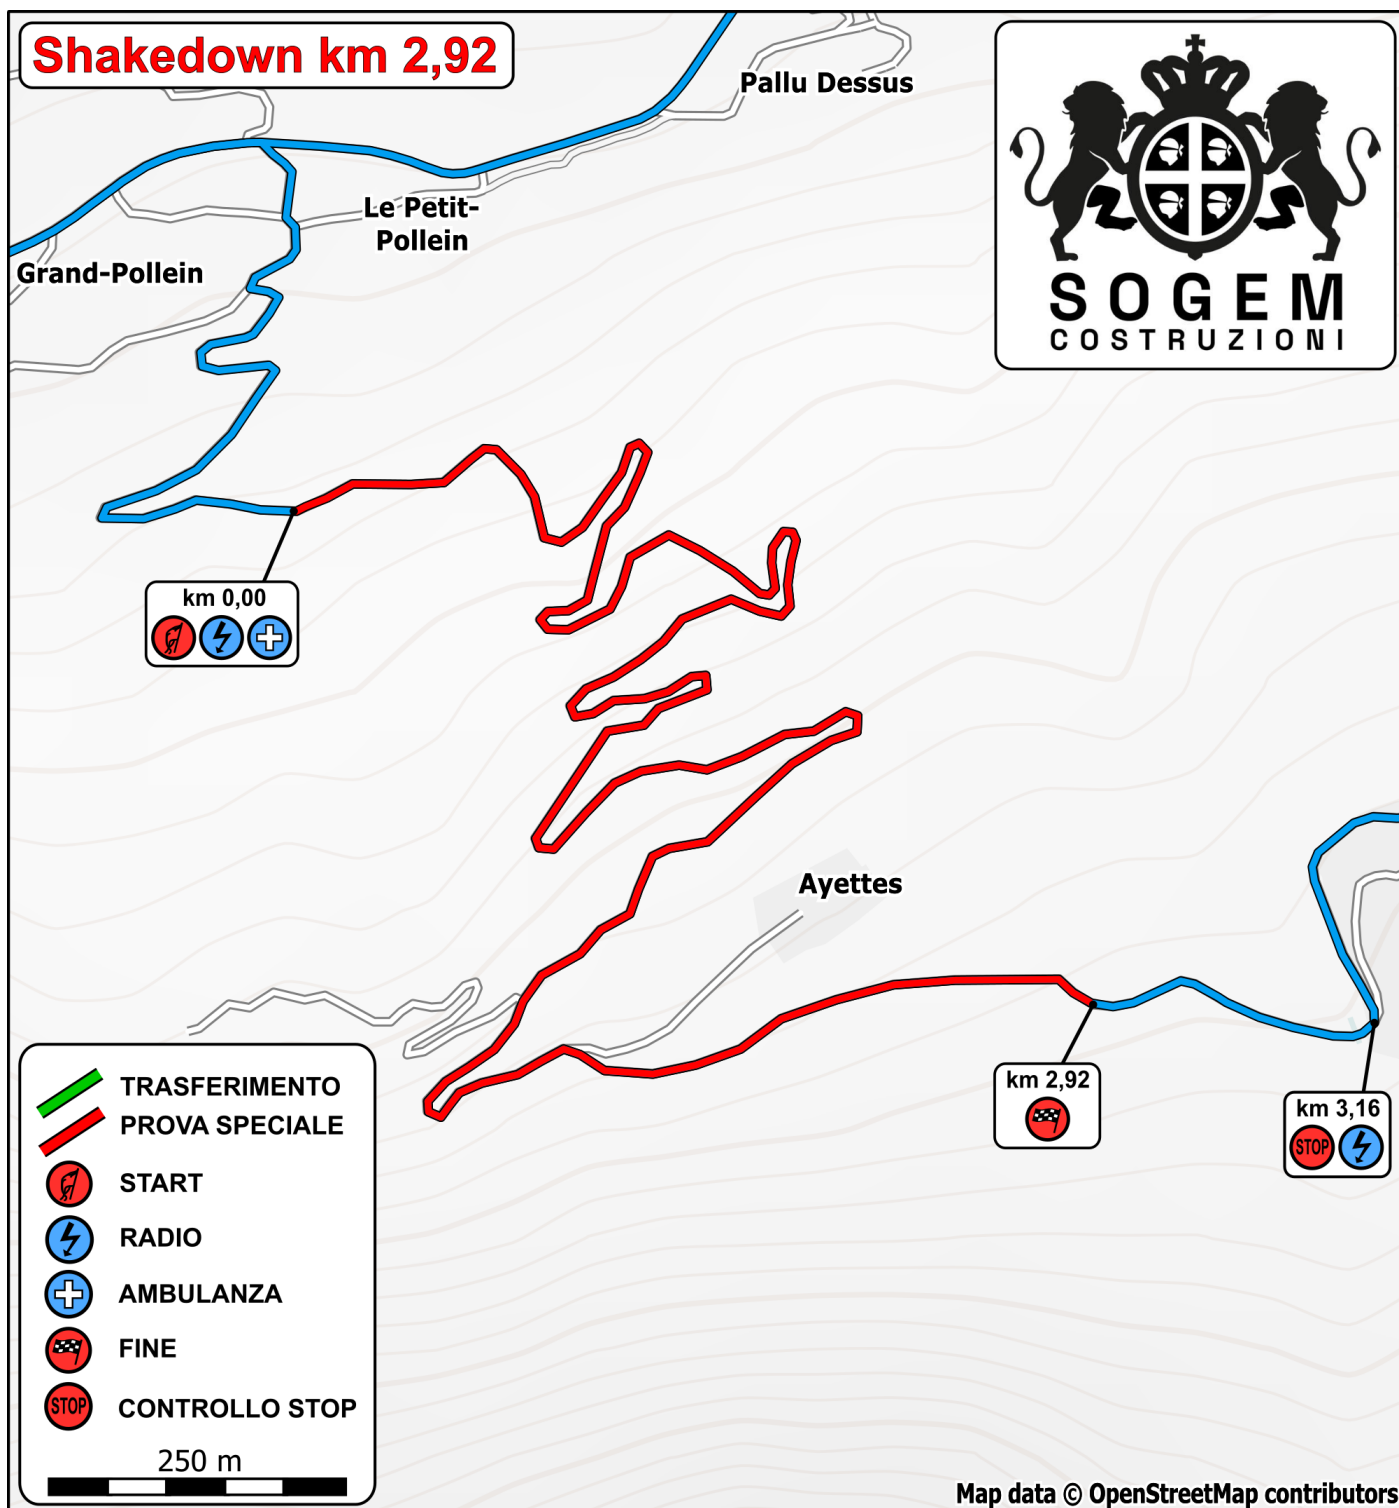 Shakedown km 2,92
Pallu Dessus
Le Petit-
Pollein
Grand-Pollein
SOGEM
COSTRUZIONI
km 0,00
Ayettes
km 2,92
km 3,16
STOP
TRASFERIMENTO
PROVA SPECIALE
START
RADIO
AMBULANZA
FINE
STOP CONTROLLO STOP
250 m
Map data © OpenStreetMap contributors